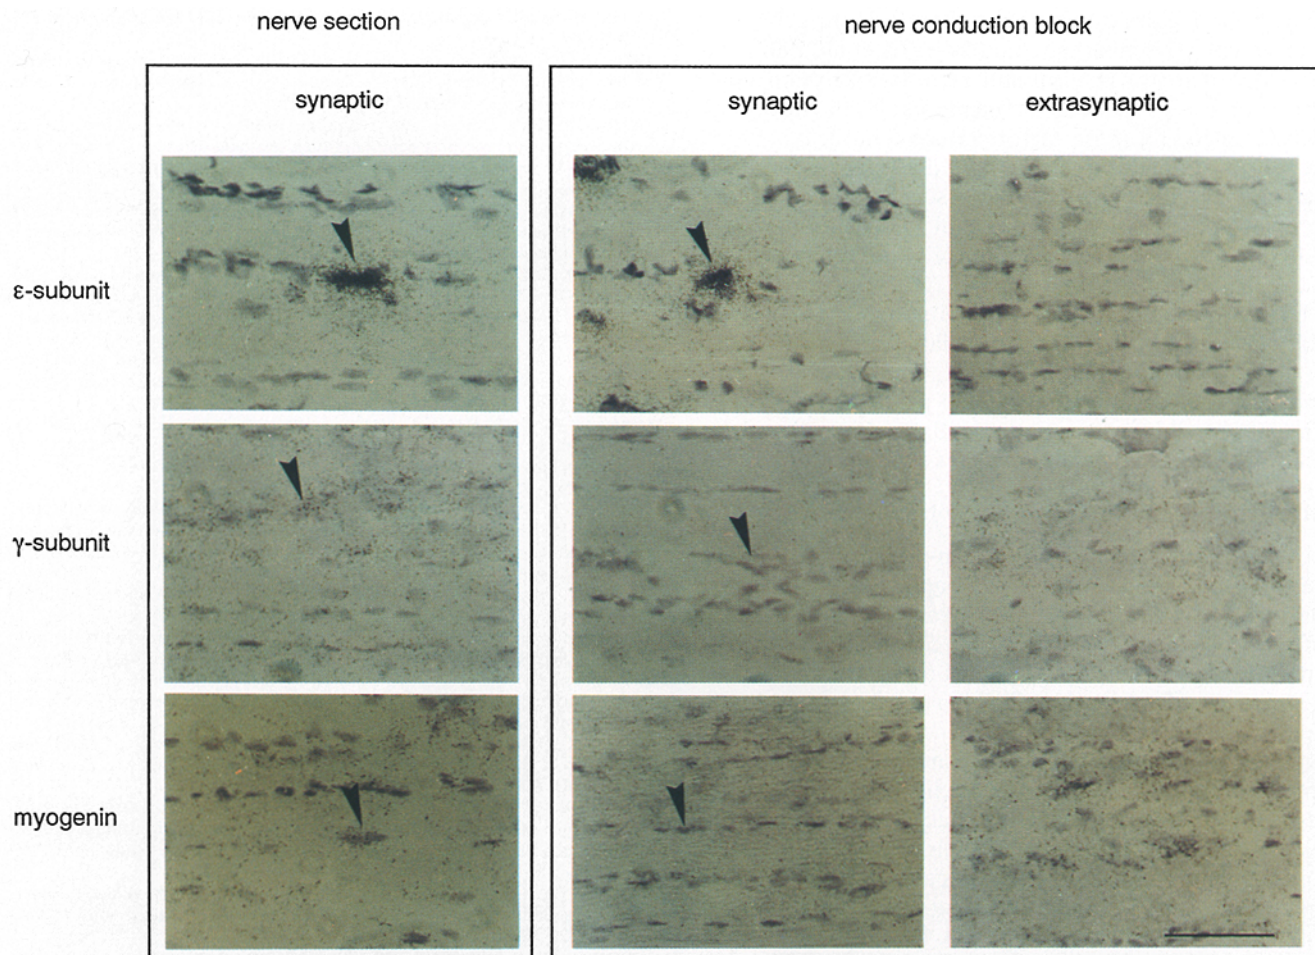 nerve section
nerve conduction block
synaptic
synaptic
extrasynaptic
ε-subunit
γ-subunit
myogenin